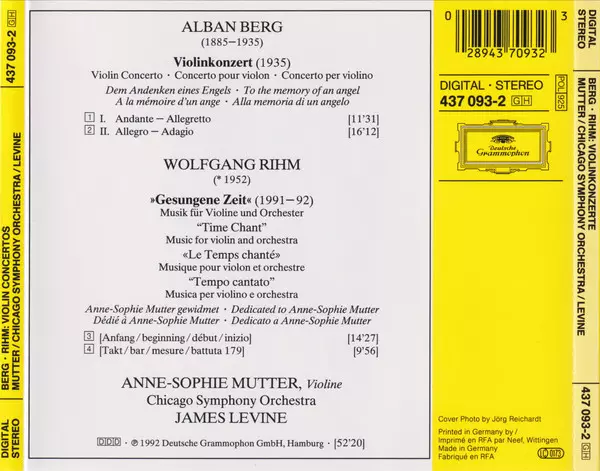 DIGITAL STEREO
437 093-2 GH
BERG · RIHM: VIOLIN CONCERTOS
MUTTER / CHICAGO SYMPHONY ORCHESTRA / LEVINE
ALBAN BERG
(1885–1935)
Violinkonzert (1935)
Violin Concerto · Concerto pour violon · Concerto per violino
Dem Andenken eines Engels · To the memory of an angel
A la mémoire d'un ange · Alla memoria di un angelo
1 I. Andante – Allegretto [11'31]
2 II. Allegro – Adagio [16'12]
WOLFGANG RIHM
(* 1952)
»Gesungene Zeit« (1991–92)
Musik für Violine und Orchester
“Time Chant”
Music for violin and orchestra
«Le Temps chanté»
Musique pour violon et orchestre
“Tempo cantato”
Musica per violino e orchestra
Anne-Sophie Mutter gewidmet · Dedicated to Anne-Sophie Mutter
Dédié à Anne-Sophie Mutter · Dedicato a Anne-Sophie Mutter
3 [Anfang / beginning / début / inizio] [14'27]
4 [Takt / bar / mesure / battuta 179] [9'56]
ANNE-SOPHIE MUTTER, Violine
Chicago Symphony Orchestra
JAMES LEVINE
DDD · ℗ 1992 Deutsche Grammophon GmbH, Hamburg · [52'20]
0 28943 70932 3
DIGITAL · STEREO
437 093-2 GH
POL 925
Deutsche
Grammophon
Cover Photo by Jörg Reichardt
Printed in Germany by /
Imprimé en RFA par Neef, Wittingen
Made in Germany
Fabriqué en RFA
DIGITAL STEREO
BERG · RIHM: VIOLINKONZERTE
MUTTER / CHICAGO SYMPHONY ORCHESTRA / LEVINE
437 093-2 GH